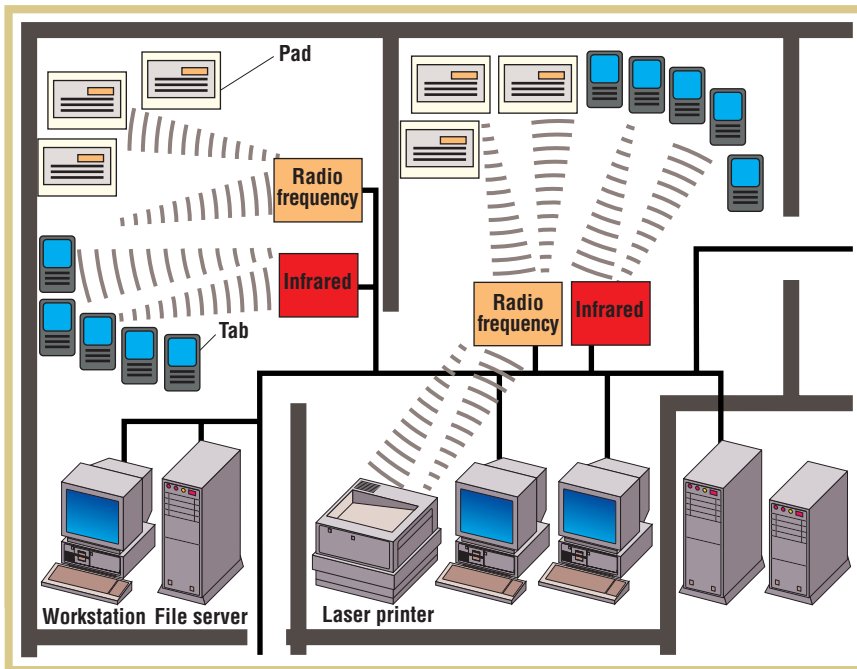 Pad
Radio
frequency
Infrared
Tab
Radio
frequency
Infrared
Workstation
File server
Laser printer